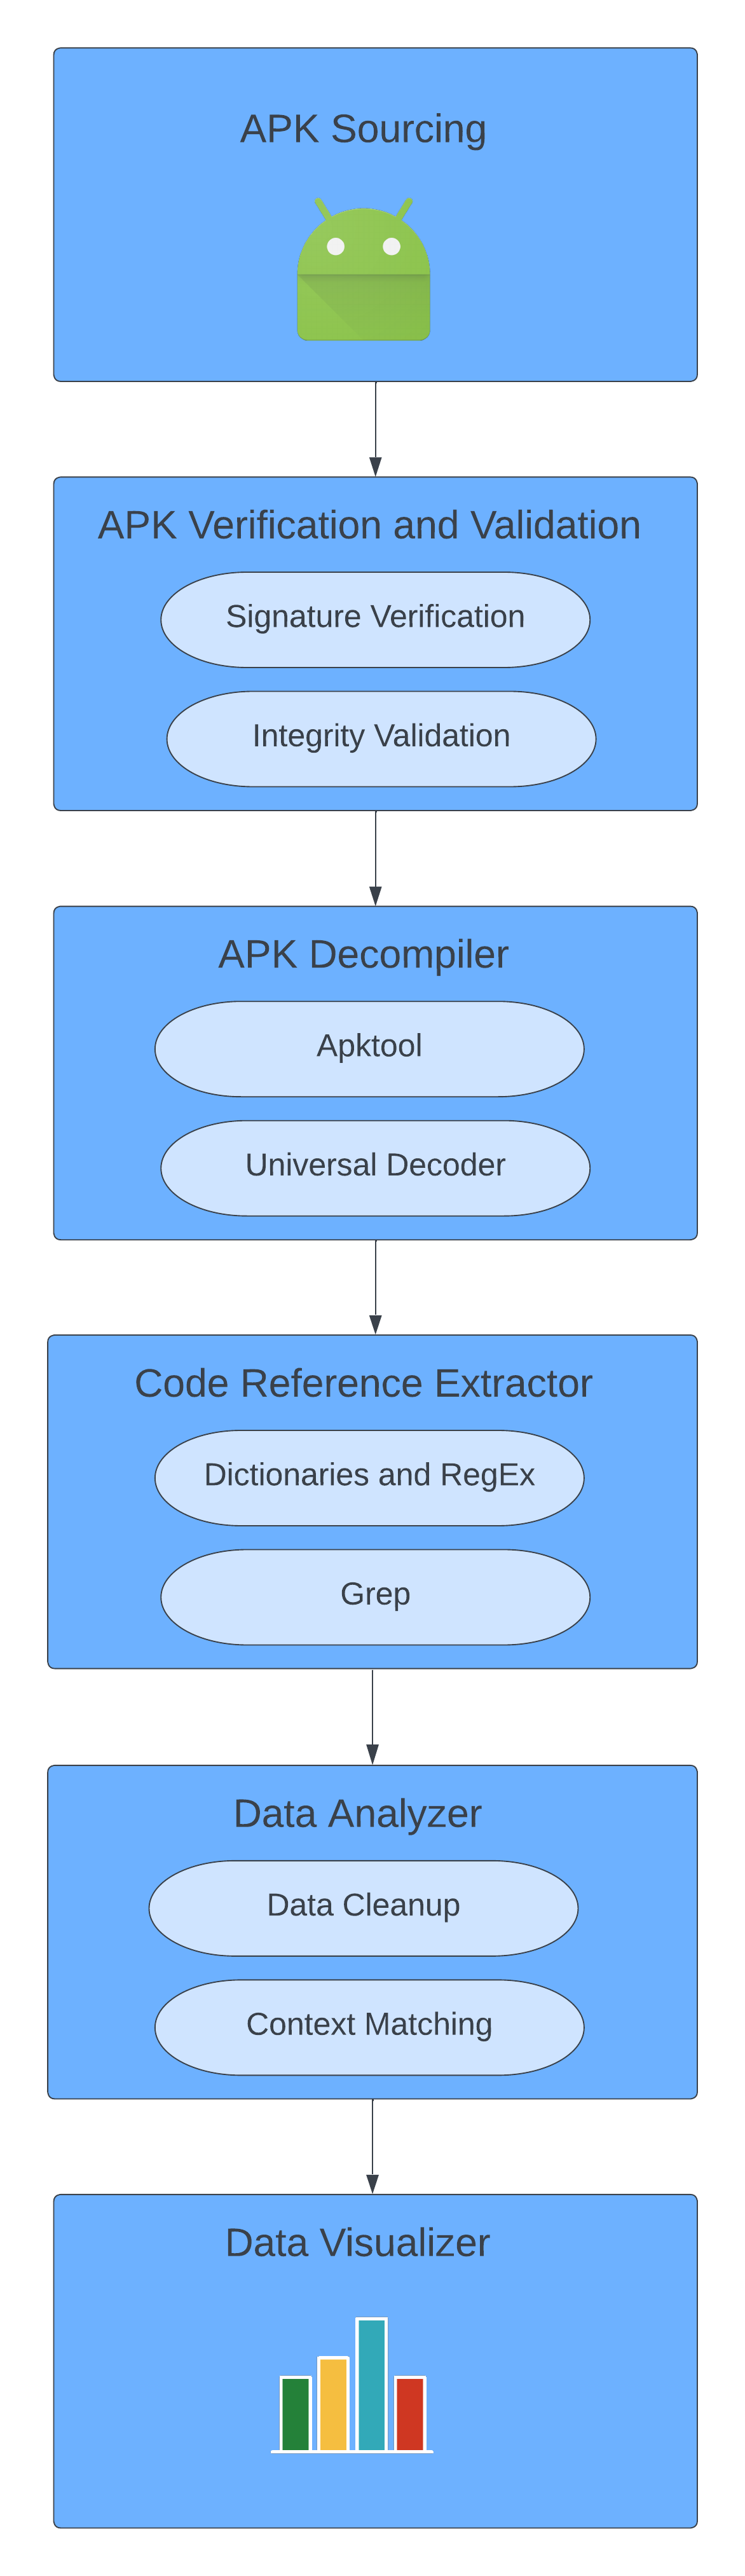 APK Sourcing
APK Verification and Validation
Signature Verification
Integrity Validation
APK Decompiler
Apktool
Universal Decoder
Code Reference Extractor
Dictionaries and RegEx
Grep
Data Analyzer
Data Cleanup
Context Matching
Data Visualizer